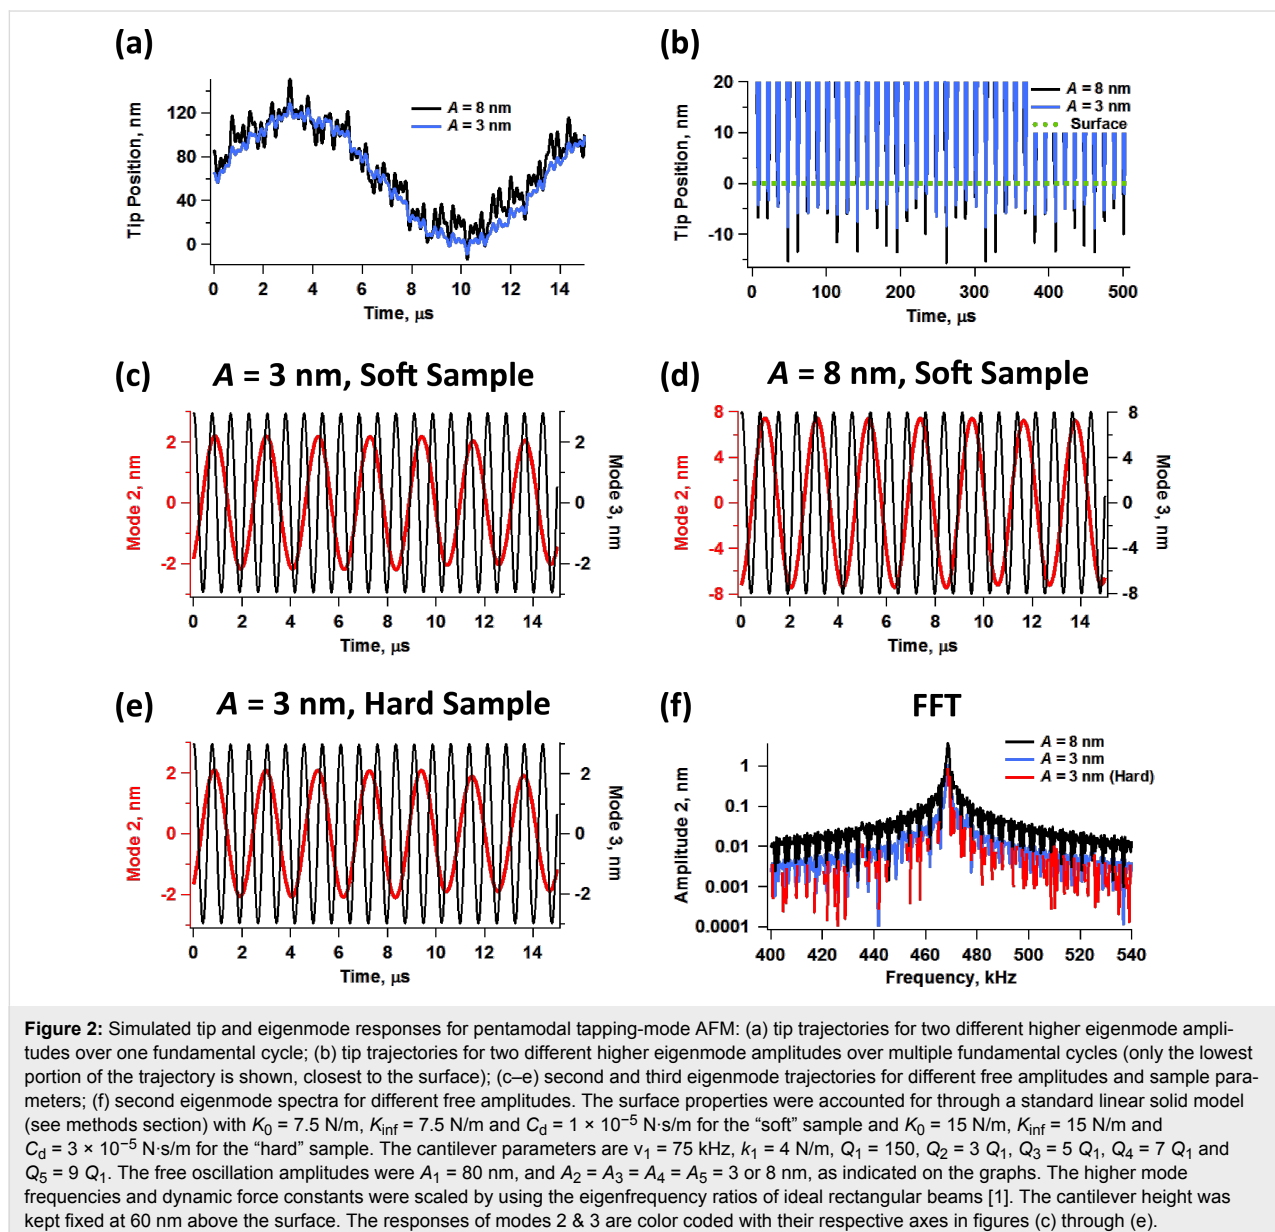 (a)
120
80
40
0
Tip Position, nm
A = 8 nm
A = 3 nm
0 2 4 6 8 10 12 14
Time, μs
(b)
20
10
0
-10
Tip Position, nm
A = 8 nm
A = 3 nm
Surface
0 100 200 300 400 500
Time, μs
(c) A = 3 nm, Soft Sample
2
0
-2
Mode 2, nm
2
0
-2
Mode 3, nm
0 2 4 6 8 10 12 14
Time, μs
(d) A = 8 nm, Soft Sample
8
4
0
-4
-8
Mode 2, nm
8
4
0
-4
-8
Mode 3, nm
0 2 4 6 8 10 12 14
Time, μs
(e) A = 3 nm, Hard Sample
2
0
-2
Mode 2, nm
2
0
-2
Mode 3, nm
0 2 4 6 8 10 12 14
Time, μs
(f) FFT
1
0.1
0.01
0.001
0.0001
Amplitude 2, nm
A = 8 nm
A = 3 nm
A = 3 nm (Hard)
400 420 440 460 480 500 520 540
Frequency, kHz
Figure 2: Simulated tip and eigenmode responses for pentamodal tapping-mode AFM: (a) tip trajectories for two different higher eigenmode ampli-
tudes over one fundamental cycle; (b) tip trajectories for two different higher eigenmode amplitudes over multiple fundamental cycles (only the lowest
portion of the trajectory is shown, closest to the surface); (c–e) second and third eigenmode trajectories for different free amplitudes and sample para-
meters; (f) second eigenmode spectra for different free amplitudes. The surface properties were accounted for through a standard linear solid model
(see methods section) with K₀ = 7.5 N/m, Kinf = 7.5 N/m and Cd = 1 × 10⁻⁵ N·s/m for the “soft” sample and K₀ = 15 N/m, Kinf = 15 N/m and
Cd = 3 × 10⁻⁵ N·s/m for the “hard” sample. The cantilever parameters are ν₁ = 75 kHz, k₁ = 4 N/m, Q₁ = 150, Q₂ = 3 Q₁, Q₃ = 5 Q₁, Q₄ = 7 Q₁ and
Q₅ = 9 Q₁. The free oscillation amplitudes were A₁ = 80 nm, and A₂ = A₃ = A₄ = A₅ = 3 or 8 nm, as indicated on the graphs. The higher mode
frequencies and dynamic force constants were scaled by using the eigenfrequency ratios of ideal rectangular beams [1]. The cantilever height was
kept fixed at 60 nm above the surface. The responses of modes 2 & 3 are color coded with their respective axes in figures (c) through (e).